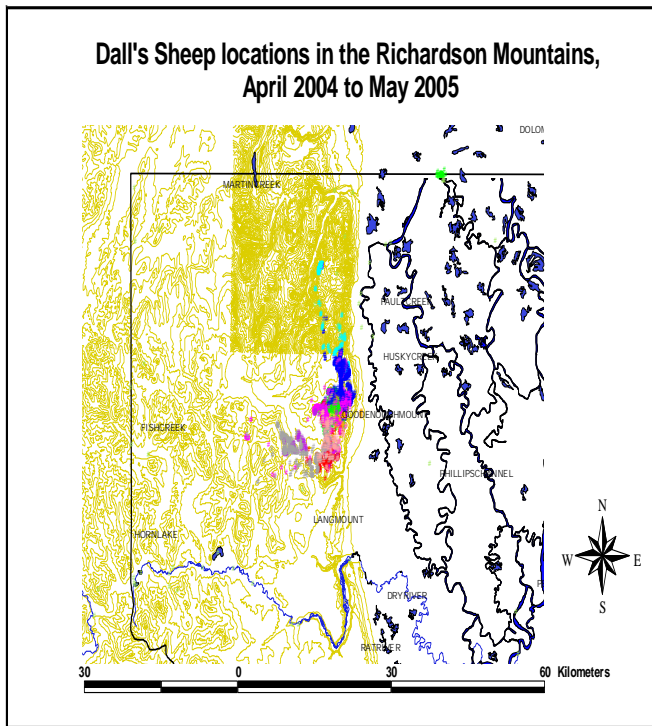 Dall's Sheep locations in the Richardson Mountains,
April 2004 to May 2005
DOLOM
MARTINCREEK
FAULTCREEK
HUSKYCREEK
GOODENOUGHMOUNT
FISHCREEK
PHILLIPSCHANNEL
LANGMOUNT
HORNLAKE
DRYRIVER
RATRIVER
N
W
E
S
30 0 30 60 Kilometers